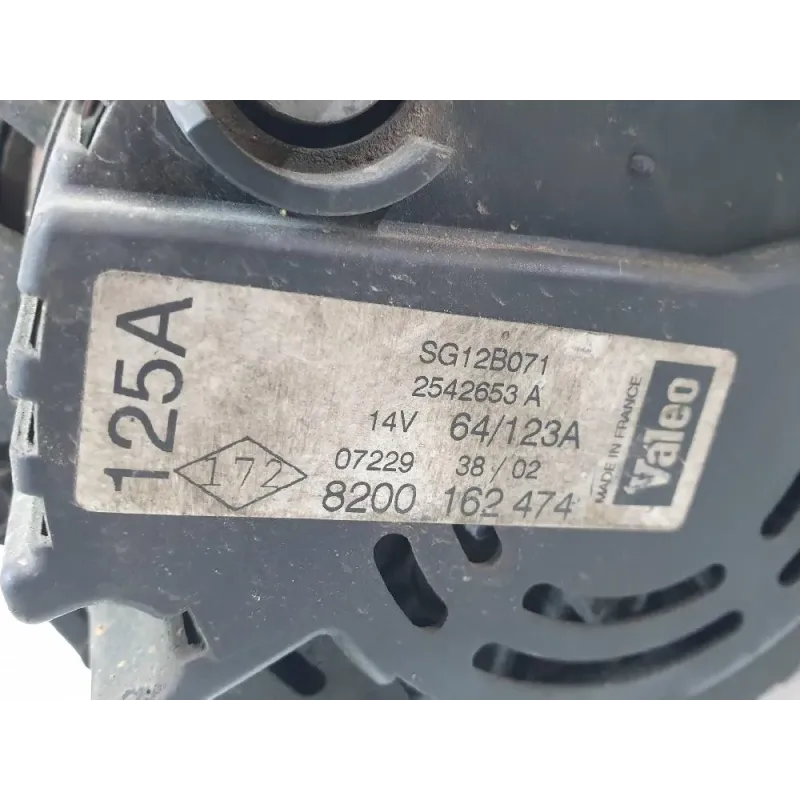 125A
172
SG12B071
2542653 A
14V 64/123A
07229 38/02
8200 162 474
MADE IN FRANCE
Valeo